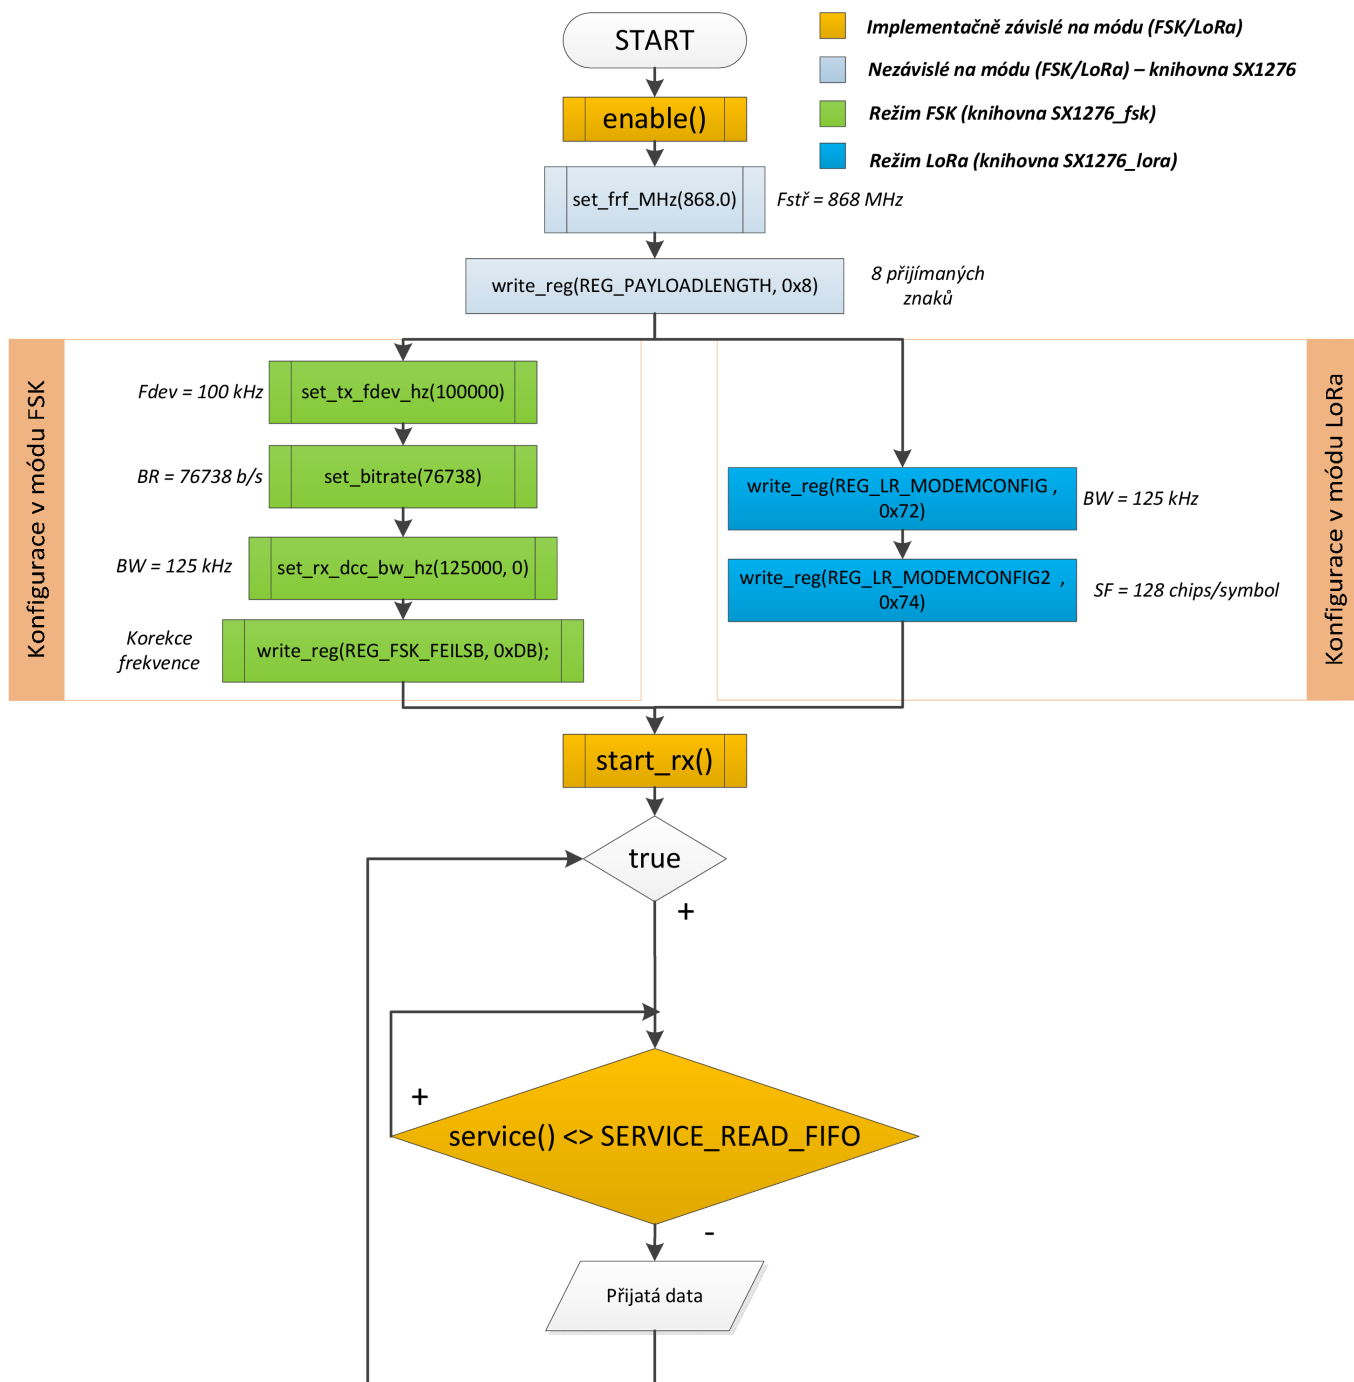 START
Implementačně závislé na módu (FSK/LoRa)
Nezávislé na módu (FSK/LoRa) – knihovna SX1276
Režim FSK (knihovna SX1276_fsk)
Režim LoRa (knihovna SX1276_lora)
enable()
set_frf_MHz(868.0)
Fstř = 868 MHz
write_reg(REG_PAYLOADLENGTH, 0x8)
8 přijímaných
znaků
Konfigurace v módu FSK
Fdev = 100 kHz
set_tx_fdev_hz(100000)
BR = 76738 b/s
set_bitrate(76738)
BW = 125 kHz
set_rx_dcc_bw_hz(125000, 0)
Korekce
frekvence
write_reg(REG_FSK_FEILSB, 0xDB);
write_reg(REG_LR_MODEMCONFIG ,
0x72)
BW = 125 kHz
write_reg(REG_LR_MODEMCONFIG2 ,
0x74)
SF = 128 chips/symbol
Konfigurace v módu LoRa
start_rx()
true
+
+
service() <> SERVICE_READ_FIFO
-
Přijatá data